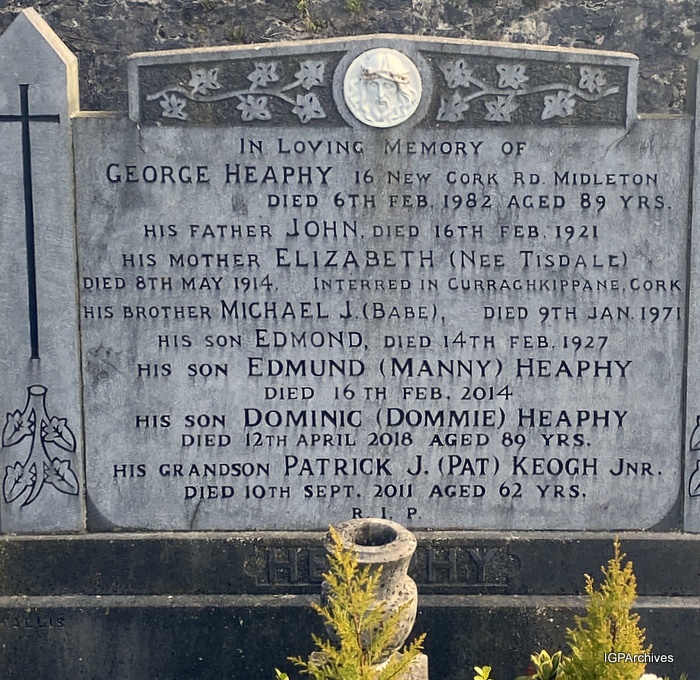 IN LOVING MEMORY OF
GEORGE HEAPHY 16 NEW CORK RD. MIDLETON
DIED 6TH FEB. 1982 AGED 89 YRS.
HIS FATHER JOHN, DIED 16TH FEB. 1921
HIS MOTHER ELIZABETH (NEE TISDALE)
DIED 8TH MAY 1914. INTERRED IN CURRAGHKIPPANE, CORK
HIS BROTHER MICHAEL J. (BABE), DIED 9TH JAN. 1971
HIS SON EDMOND, DIED 14TH FEB. 1927
HIS SON EDMUND (MANNY) HEAPHY
DIED 16TH FEB. 2014
HIS SON DOMINIC (DOMMIE) HEAPHY
DIED 12TH APRIL 2018 AGED 89 YRS.
HIS GRANDSON PATRICK J. (PAT) KEOGH JNR.
DIED 10TH SEPT. 2011 AGED 62 YRS.
R. I. P.
HEAPHY
IGPArchives